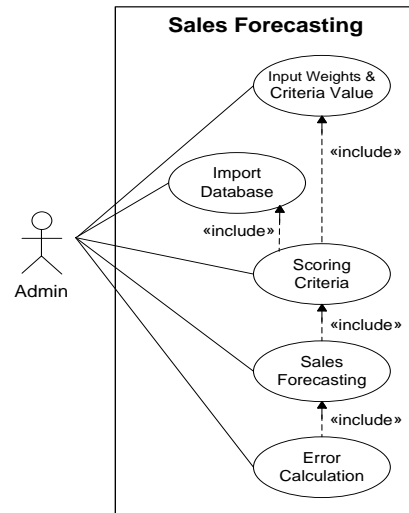 Sales Forecasting
Input Weights &
Criteria Value
«include»
Import
Database
«include»
Admin
Scoring
Criteria
«include»
Sales
Forecasting
«include»
Error
Calculation